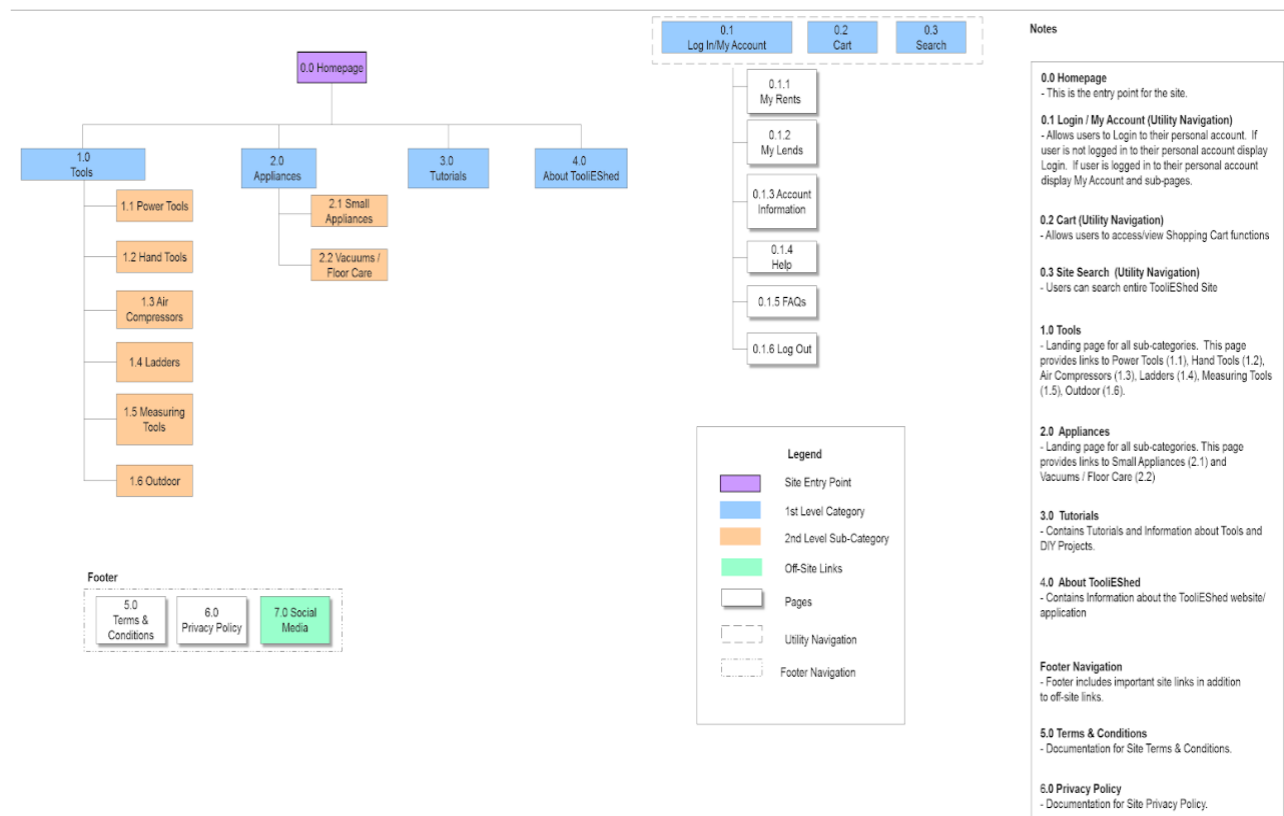 0.0 Homepage
1.0
Tools
1.1 Power Tools
1.2 Hand Tools
1.3 Air
Compressors
1.4 Ladders
1.5 Measuring
Tools
1.6 Outdoor
2.0
Appliances
2.1 Small
Appliances
2.2 Vacuums /
Floor Care
3.0
Tutorials
4.0
About TooliEShed
0.1
Log In/My Account
0.2
Cart
0.3
Search
0.1.1
My Rents
0.1.2
My Lends
0.1.3 Account
Information
0.1.4
Help
0.1.5 FAQs
0.1.6 Log Out
Footer
5.0
Terms &
Conditions
6.0
Privacy Policy
7.0 Social
Media
Legend
Site Entry Point
1st Level Category
2nd Level Sub-Category
Off-Site Links
Pages
Utility Navigation
Footer Navigation
Notes
0.0 Homepage
- This is the entry point for the site.
0.1 Login / My Account (Utility Navigation)
- Allows users to Login to their personal account. If
user is not logged in to their personal account display
Login. If user is logged in to their personal account
display My Account and sub-pages.
0.2 Cart (Utility Navigation)
- Allows users to access/view Shopping Cart functions
0.3 Site Search (Utility Navigation)
- Users can search entire TooliEShed Site
1.0 Tools
- Landing page for all sub-categories. This page
provides links to Power Tools (1.1), Hand Tools (1.2),
Air Compressors (1.3), Ladders (1.4), Measuring Tools
(1.5), Outdoor (1.6).
2.0 Appliances
- Landing page for all sub-categories. This page
provides links to Small Appliances (2.1) and
Vacuums / Floor Care (2.2)
3.0 Tutorials
- Contains Tutorials and Information about Tools and
DIY Projects.
4.0 About TooliEShed
- Contains Information about the TooliEShed website/
application
Footer Navigation
- Footer includes important site links in addition
to off-site links.
5.0 Terms & Conditions
- Documentation for Site Terms & Conditions.
6.0 Privacy Policy
- Documentation for Site Privacy Policy.